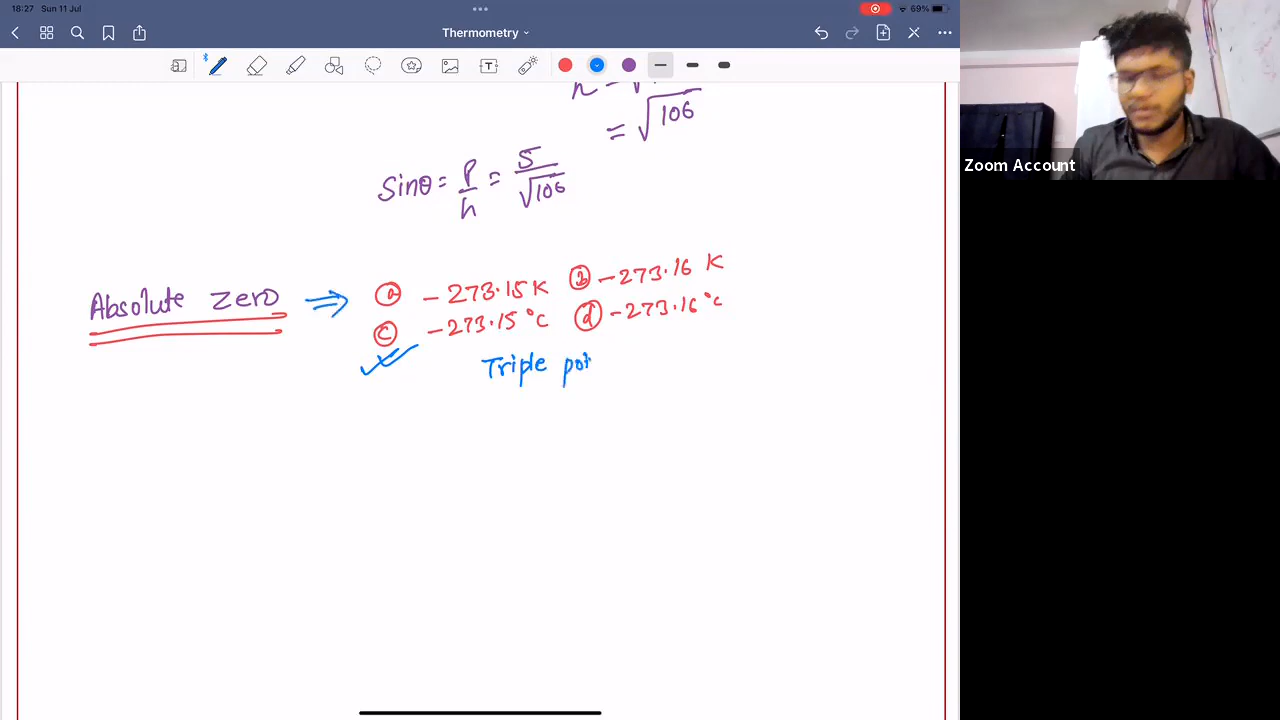 18:27 Sun 11 Jul
69%
Thermometry
= √106
Sinθ = P/h = 5/√106
Absolute zero ⇒ ⓐ -273.15 K ⓑ -273.16 K
ⓒ -273.15 °C ⓓ -273.16 °C
Triple poi
Zoom Account